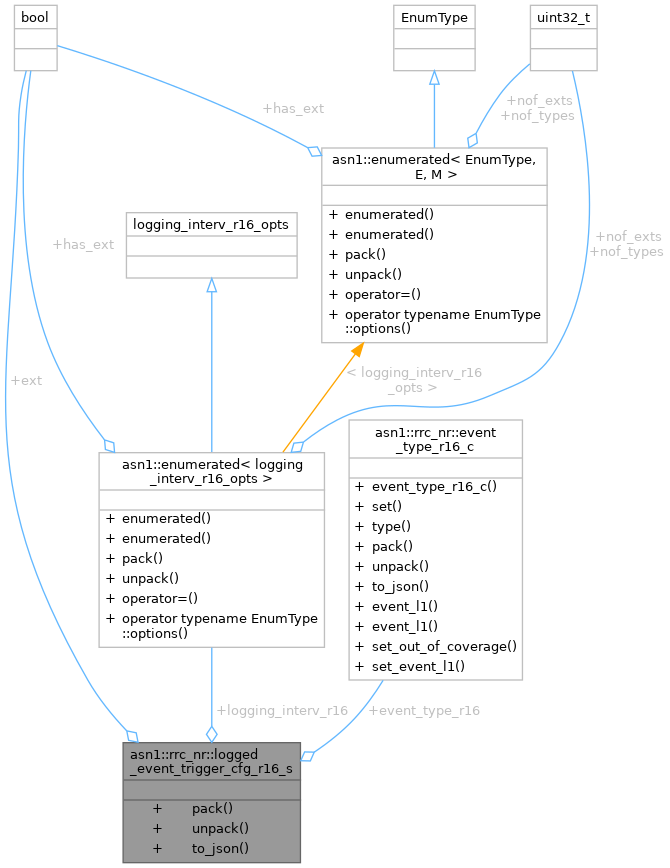 bool
EnumType
uint32_t
+has_ext
+nof_exts
+nof_types
asn1::enumerated< EnumType,
E, M >
+ enumerated()
+ enumerated()
+ pack()
+ unpack()
+ operator=()
+ operator typename EnumType
::options()
logging_interv_r16_opts
+has_ext
+nof_exts
+nof_types
+ext
< logging_interv_r16
_opts >
asn1::enumerated< logging
_interv_r16_opts >
+ enumerated()
+ enumerated()
+ pack()
+ unpack()
+ operator=()
+ operator typename EnumType
::options()
asn1::rrc_nr::event
_type_r16_c
+ event_type_r16_c()
+ set()
+ type()
+ pack()
+ unpack()
+ to_json()
+ event_l1()
+ event_l1()
+ set_out_of_coverage()
+ set_event_l1()
+logging_interv_r16
+event_type_r16
asn1::rrc_nr::logged
_event_trigger_cfg_r16_s
+ pack()
+ unpack()
+ to_json()